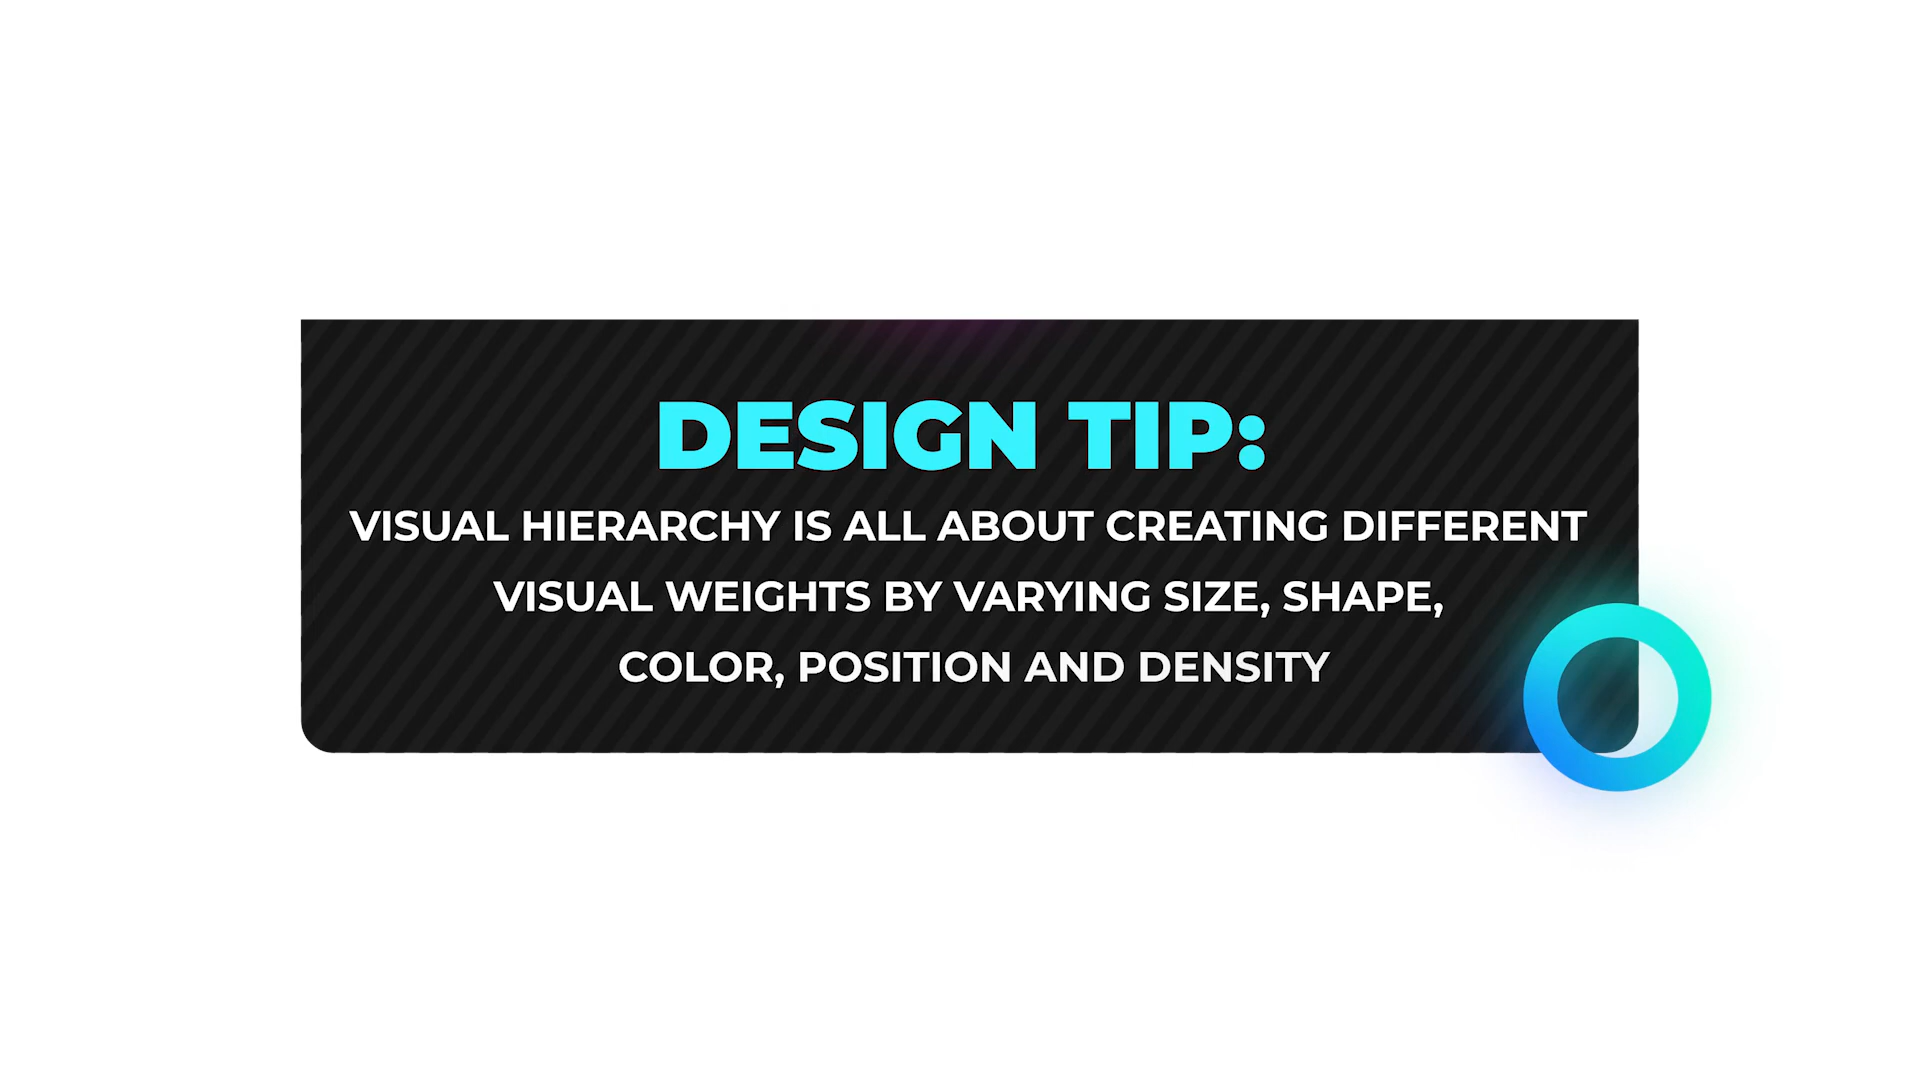 DESIGN TIP:
VISUAL HIERARCHY IS ALL ABOUT CREATING DIFFERENT
VISUAL WEIGHTS BY VARYING SIZE, SHAPE,
COLOR, POSITION AND DENSITY